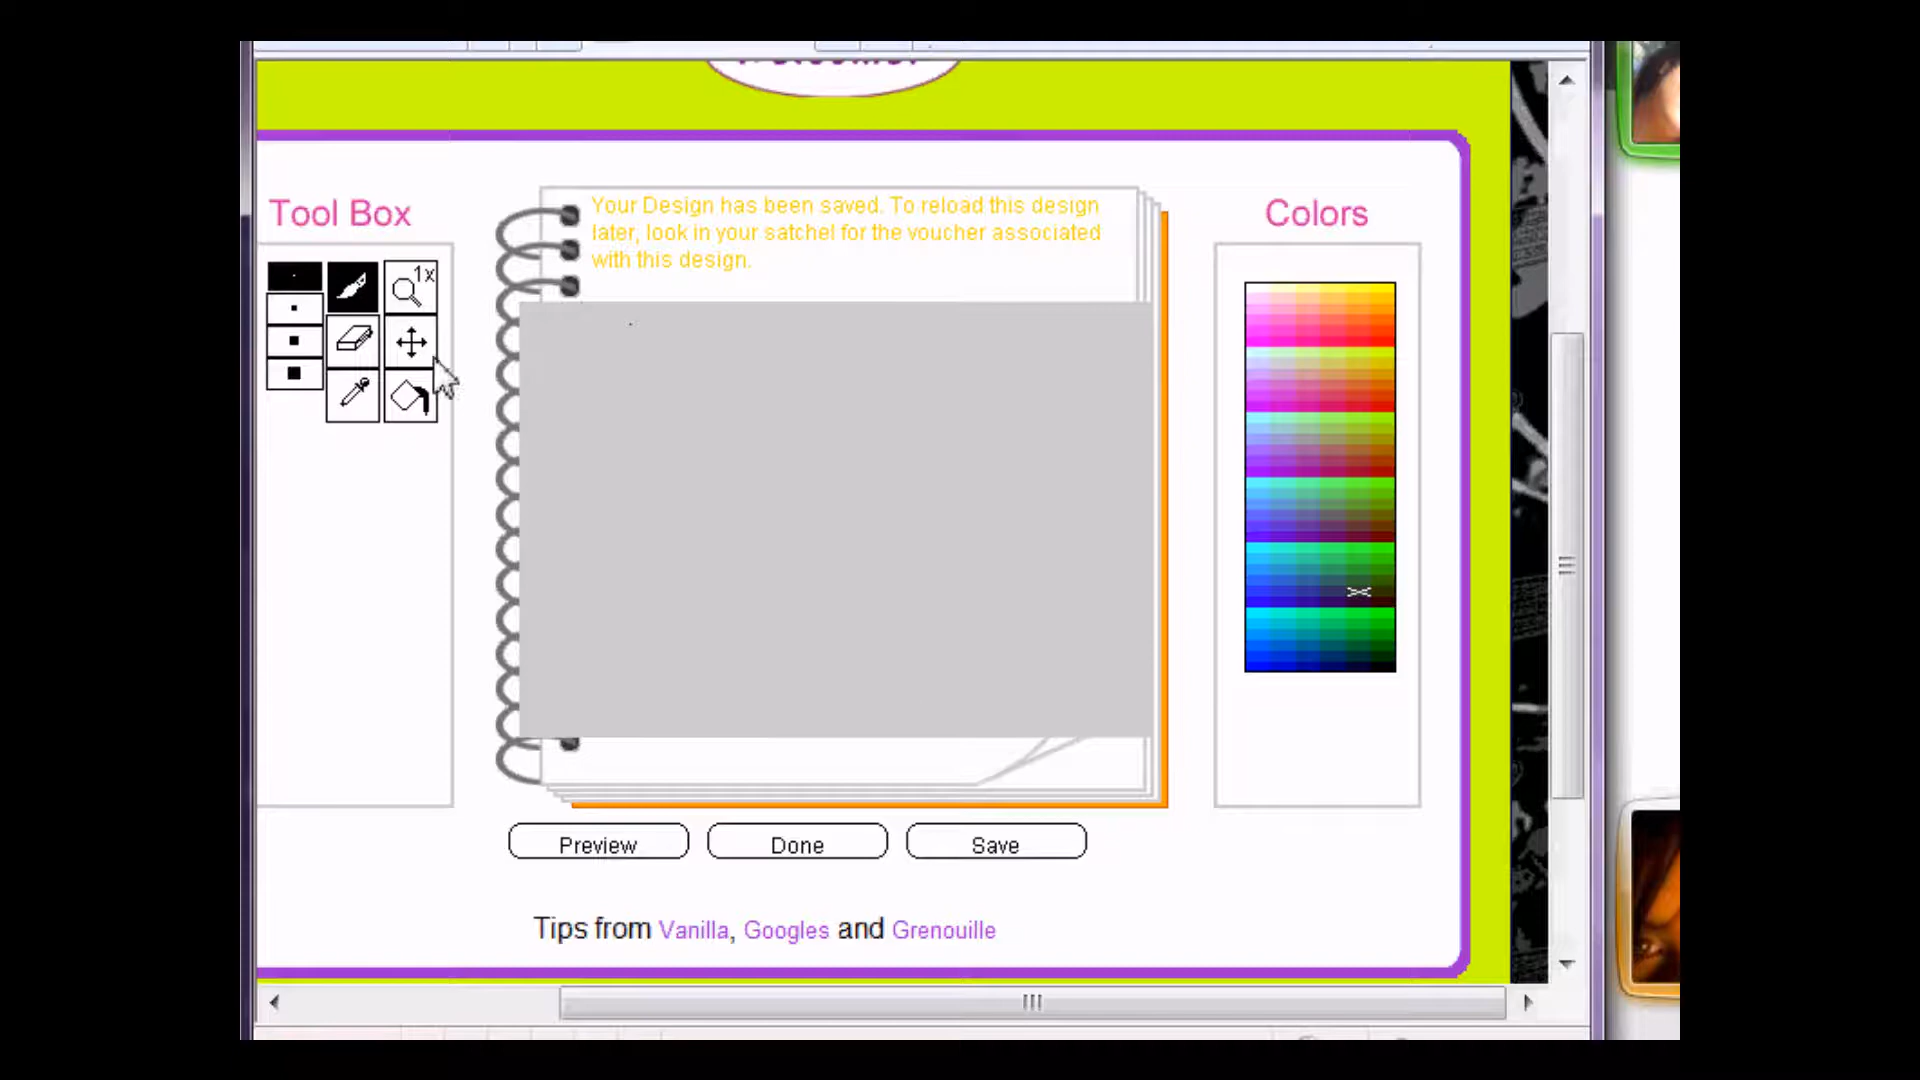 Tool Box
1x
Your Design has been saved. To reload this design
later, look in your satchel for the voucher associated
with this design.
Colors
Preview
Done
Save
Tips from Vanilla, Googles and Grenouille